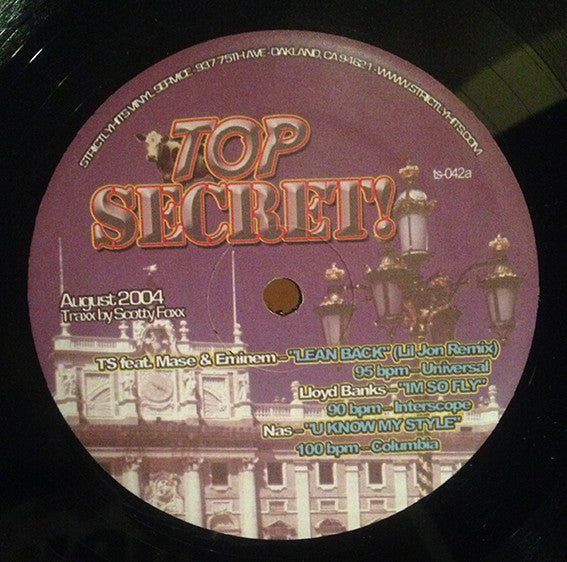 STRICTLYHITS VINYL SERVICE - 937 75TH AVE - OAKLAND, CA 94621 - WWW.STRICTLYHITS.COM
TOP
SECRET!
ts-042a
August 2004
Traxx by Scotty Foxx
TS feat. Mase & Eminem - "LEAN BACK" (Lil Jon Remix)
95 bpm - Universal
Lloyd Banks - "IM SO FLY"
90 bpm - Interscope
Nas - "U KNOW MY STYLE"
100 bpm - Columbia